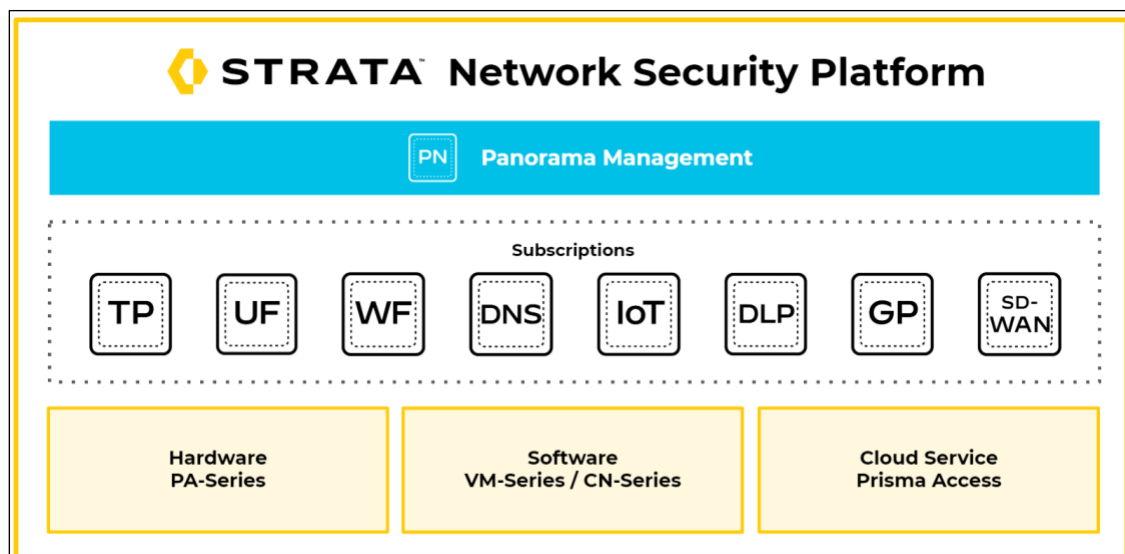 STRATA™ Network Security Platform
PN Panorama Management
Subscriptions
TP UF WF DNS IoT DLP GP SD-
WAN
Hardware
PA-Series
Software
VM-Series / CN-Series
Cloud Service
Prisma Access